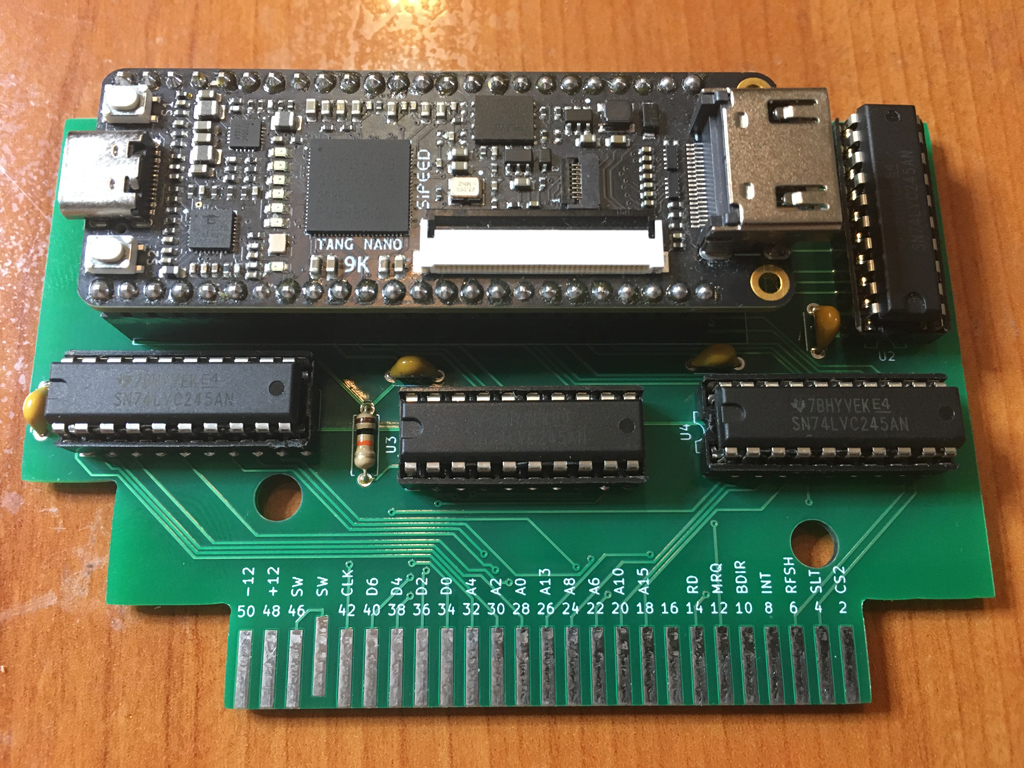 SiPEED
TANG NANO
9K
U2
7BHYVEKE4
SN74LVC245AN
U3
U4
7BHYVEKE4
SN74LVC245AN
-12 +12 SW SW CLK D6 D4 D2 D0 A4 A2 A0 A13 A8 A6 A10 A15 RD MRQ BDIR INT RFSH SLT CS2
50 48 46 42 40 38 36 34 32 30 28 26 24 22 20 18 16 14 12 10 8 6 4 2